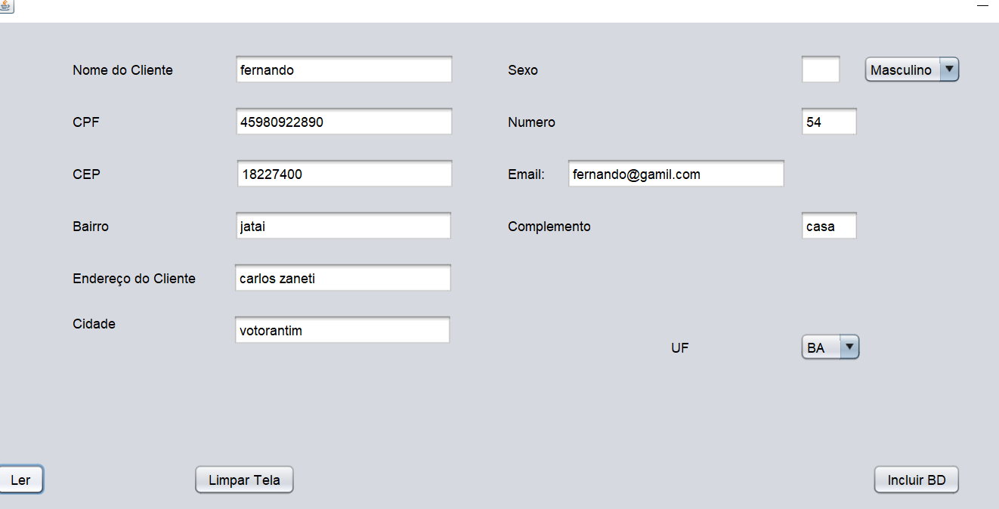 Nome do Cliente fernando Sexo Masculino
CPF 45980922890 Numero 54
CEP 18227400 Email: fernando@gamil.com
Bairro jatai Complemento casa
Endereço do Cliente carlos zaneti
Cidade votorantim
UF BA
Ler Limpar Tela Incluir BD